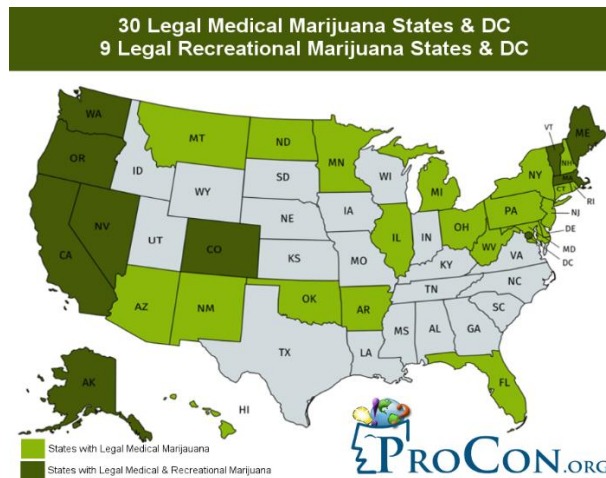 30 Legal Medical Marijuana States & DC
9 Legal Recreational Marijuana States & DC
WA
MT
ND
MN
VT
NH
ME
OR
ID
SD
WI
MI
NY
MA
CT
RI
WY
IA
PA
NJ
NV
UT
NE
IL
IN
OH
DE
CA
CO
KS
MO
WV
VA
MD
DC
KY
NC
TN
AZ
NM
OK
AR
SC
MS
AL
GA
TX
LA
FL
AK
HI
States with Legal Medical Marijauana
States with Legal Medical & Recreational Marijuana
PROCON.ORG